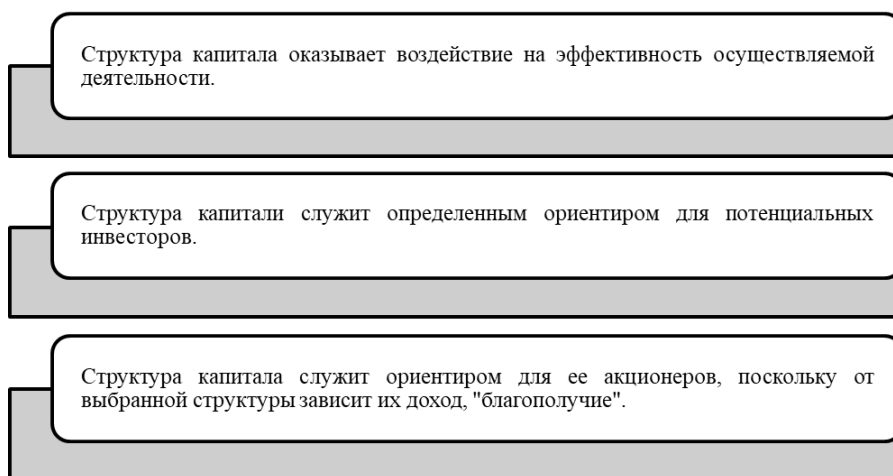 Структура капитала оказывает воздействие на эффективность осуществляемой
деятельности.
Структура капитали служит определенным ориентиром для потенциальных
инвесторов.
Структура капитала служит ориентиром для ее акционеров, поскольку от
выбранной структуры зависит их доход, "благополучие".